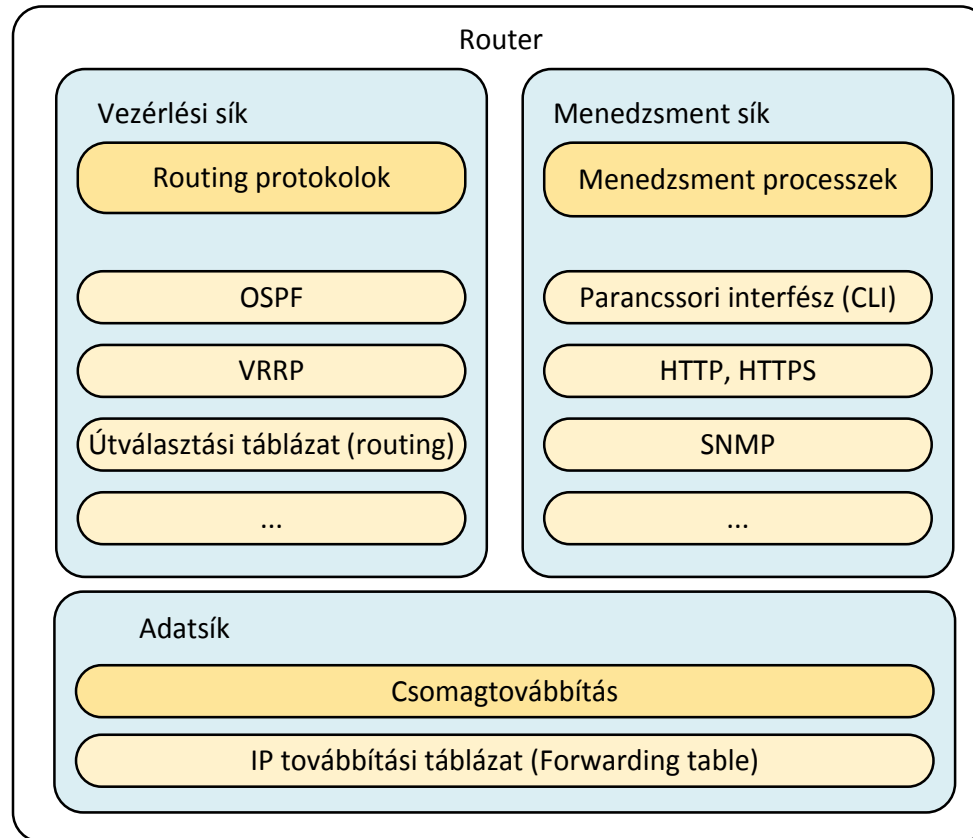 Router
Vezérlési sík
Routing protokolok
OSPF
VRRP
Útválasztási táblázat (routing)
...
Menedzsment sík
Menedzsment processzek
Parancssori interfész (CLI)
HTTP, HTTPS
SNMP
...
Adatsík
Csomagtovábbítás
IP továbbítási táblázat (Forwarding table)